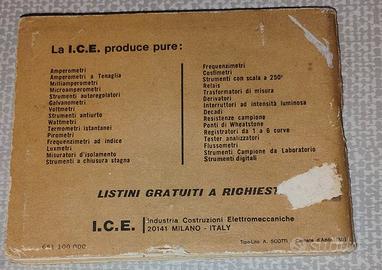 La I.C.E. produce pure:
Amperometri
Amperometri a Tenaglia
Milliamperometri
Microamperometri
Strumenti autoregolatori
Galvanometri
Voltmetri
Strumenti antiurto
Wattmetri
Termometri istantanei
Pirometri
Frequenzimetri ad indice
Luxmetri
Misuratori d'isolamento
Strumenti a chiusura stagna
Frequenzimetri
Cosfimetri
Strumenti con scala a 250°
Relais
Trasformatori di misura
Derivatori
Interruttori ad intensità luminosa
Decadi
Resistenze campione
Ponti di Wheatstone
Registratori da 1 a 6 curve
Tester analizzatori
Flussometri
Strumenti Campione da Laboratorio
Strumenti digitali
LISTINI GRATUITI A RICHIEST
I.C.E.
Industria Costruzioni Elettromeccaniche
20141 MILANO - ITALY
Tipo-Lito A. SCOTTI